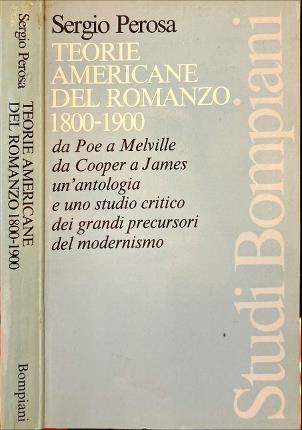 Sergio Perosa
TEORIE
AMERICANE
DEL ROMANZO
1800-1900
da Poe a Melville
da Cooper a James
un'antologia
e uno studio critico
dei grandi precursori
del modernismo
Studi Bompiani
Sergio Perosa
TEORIE AMERICANE
DEL ROMANZO 1800-1900
Bompiani